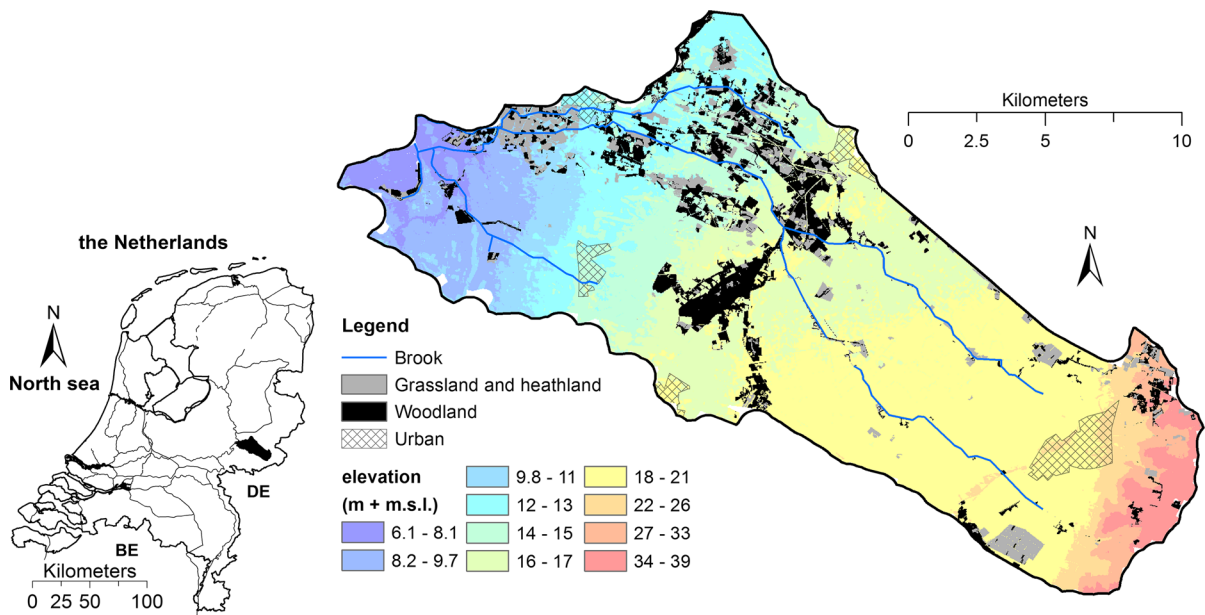 the Netherlands
N
North sea
DE
BE
Kilometers
0 25 50 100
Kilometers
0 2.5 5 10
N
Legend
Brook
Grassland and heathland
Woodland
Urban
elevation
(m + m.s.l.)
6.1 - 8.1
8.2 - 9.7
9.8 - 11
12 - 13
14 - 15
16 - 17
18 - 21
22 - 26
27 - 33
34 - 39